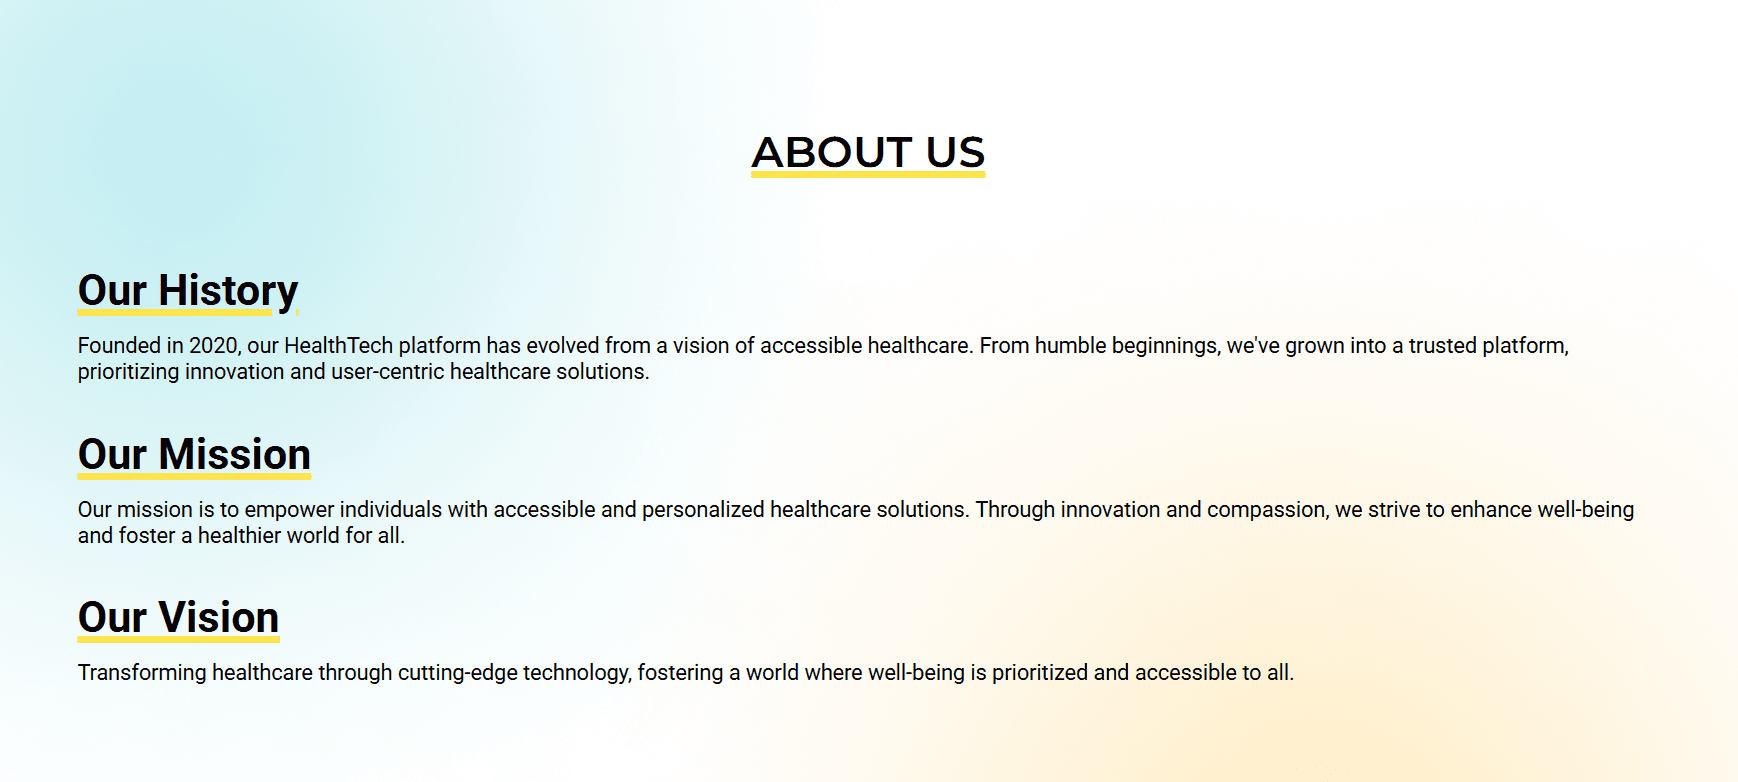 ABOUT US
Our History
Founded in 2020, our HealthTech platform has evolved from a vision of accessible healthcare. From humble beginnings, we've grown into a trusted platform,
prioritizing innovation and user-centric healthcare solutions.
Our Mission
Our mission is to empower individuals with accessible and personalized healthcare solutions. Through innovation and compassion, we strive to enhance well-being
and foster a healthier world for all.
Our Vision
Transforming healthcare through cutting-edge technology, fostering a world where well-being is prioritized and accessible to all.